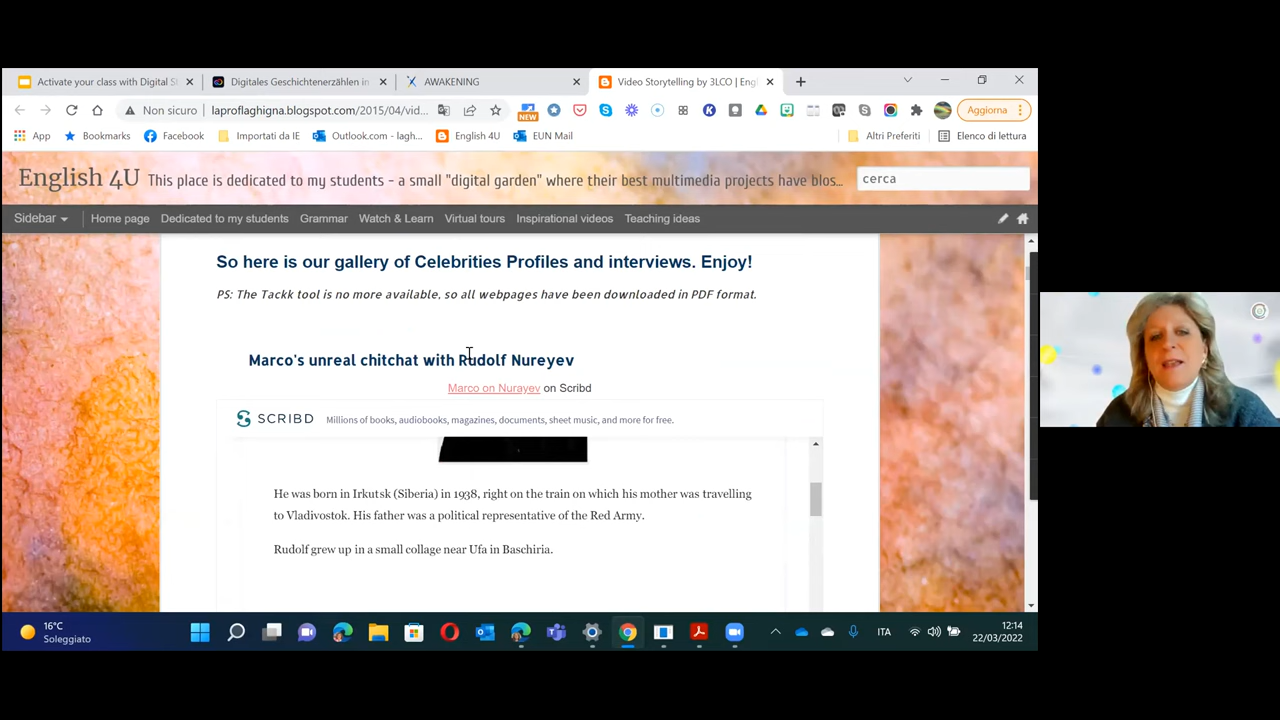 Activate your class with Digital S
Digitales Geschichtenerzählen in
AWAKENING
Video Storytelling by 3LCO | Eng
Non sicuro
laproflaghinna.blogspot.com/2015/04/vid...
NEW
Aggiorna
App
Bookmarks
Facebook
Importati da IE
Outlook.com - lagh...
English 4U
EUN Mail
Altri Preferiti
Elenco di lettura
English 4U This place is dedicated to my students - a small "digital garden" where their best multimedia projects have blos...
cerca
Sidebar
Home page
Dedicated to my students
Grammar
Watch & Learn
Virtual tours
Inspirational videos
Teaching ideas
So here is our gallery of Celebrities Profiles and interviews. Enjoy!
PS: The Tackk tool is no more available, so all webpages have been downloaded in PDF format.
Marco's unreal chitchat with Rudolf Nureyev
Marco on Nurayev on Scribd
SCRIBD Millions of books, audiobooks, magazines, documents, sheet music, and more for free.
He was born in Irkutsk (Siberia) in 1938, right on the train on which his mother was travelling
to Vladivostok. His father was a political representative of the Red Army.
Rudolf grew up in a small collage near Ufa in Baschiria.
16°C
Soleggiato
ITA
12:14
22/03/2022